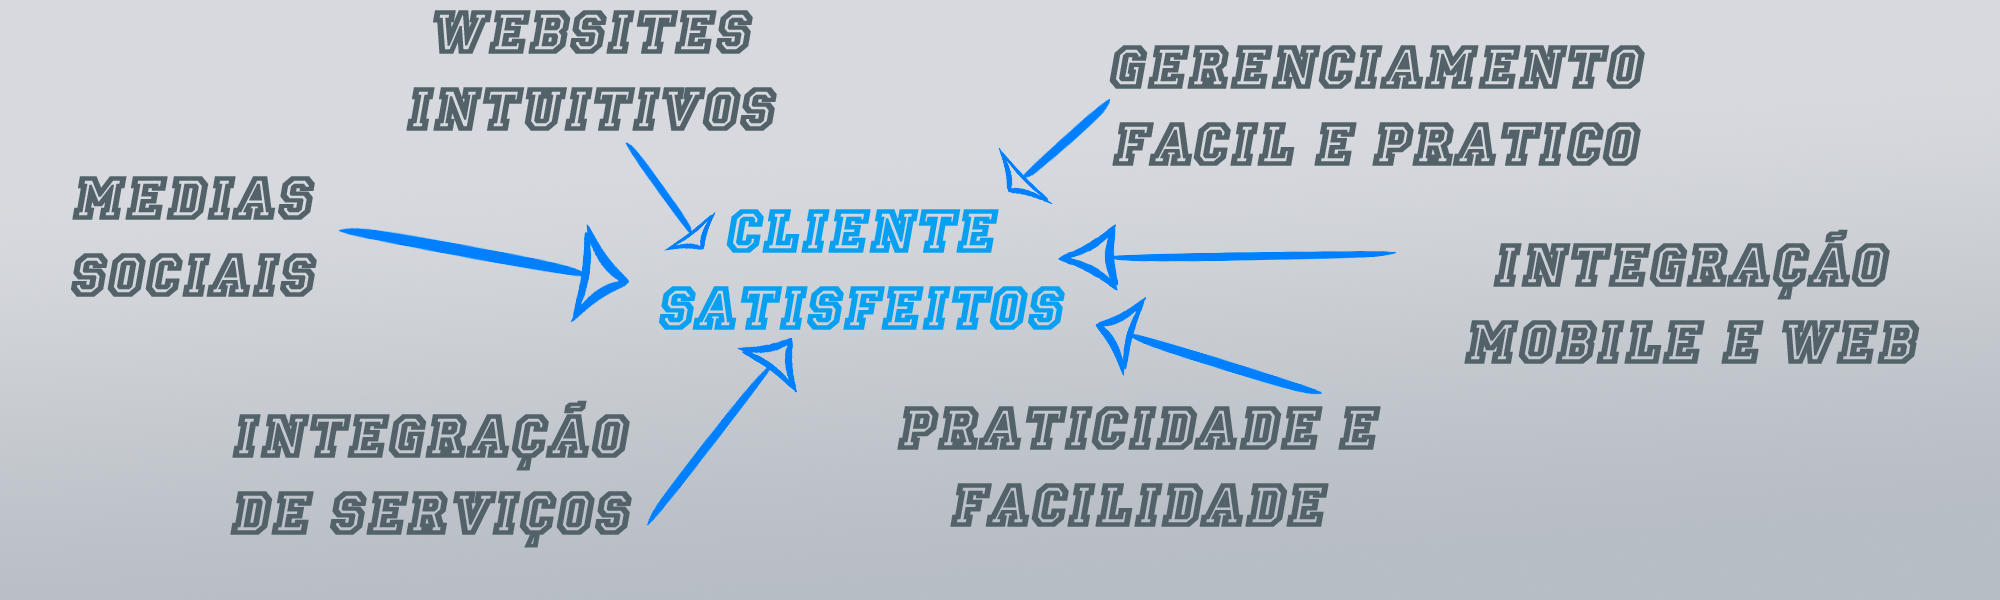 WEBSITES
INTUITIVOS
GERENCIAMENTO
FACIL E PRATICO
MEDIAS
SOCIAIS
CLIENTE
SATISFEITOS
INTEGRAÇÃO
MOBILE E WEB
INTEGRAÇÃO
DE SERVIÇOS
PRATICIDADE E
FACILIDADE